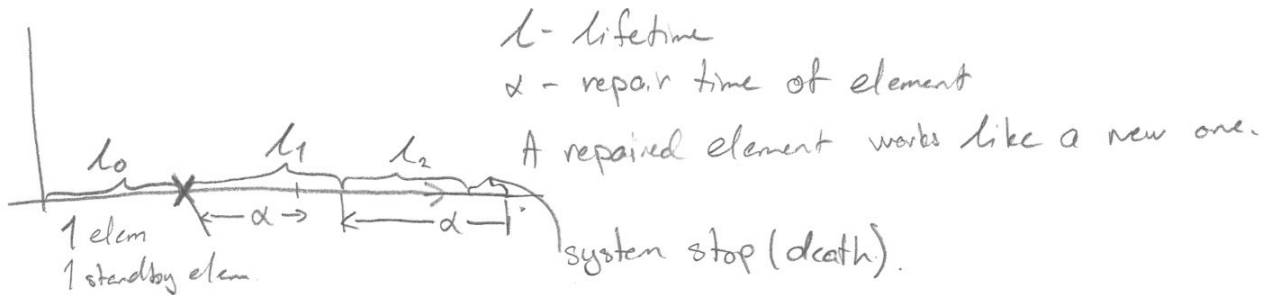 l - lifetime
α - repair time of element
A repaired element works like a new one.
l₀ l₁ l₂
α α
1 elem
1 standby elem
system stop (death).